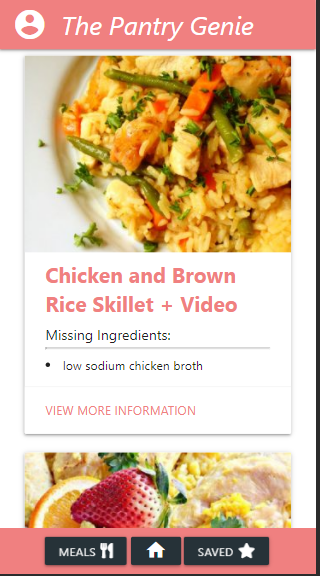 The Pantry Genie
Chicken and Brown
Rice Skillet + Video
Missing Ingredients:
low sodium chicken broth
VIEW MORE INFORMATION
MEALS
SAVED